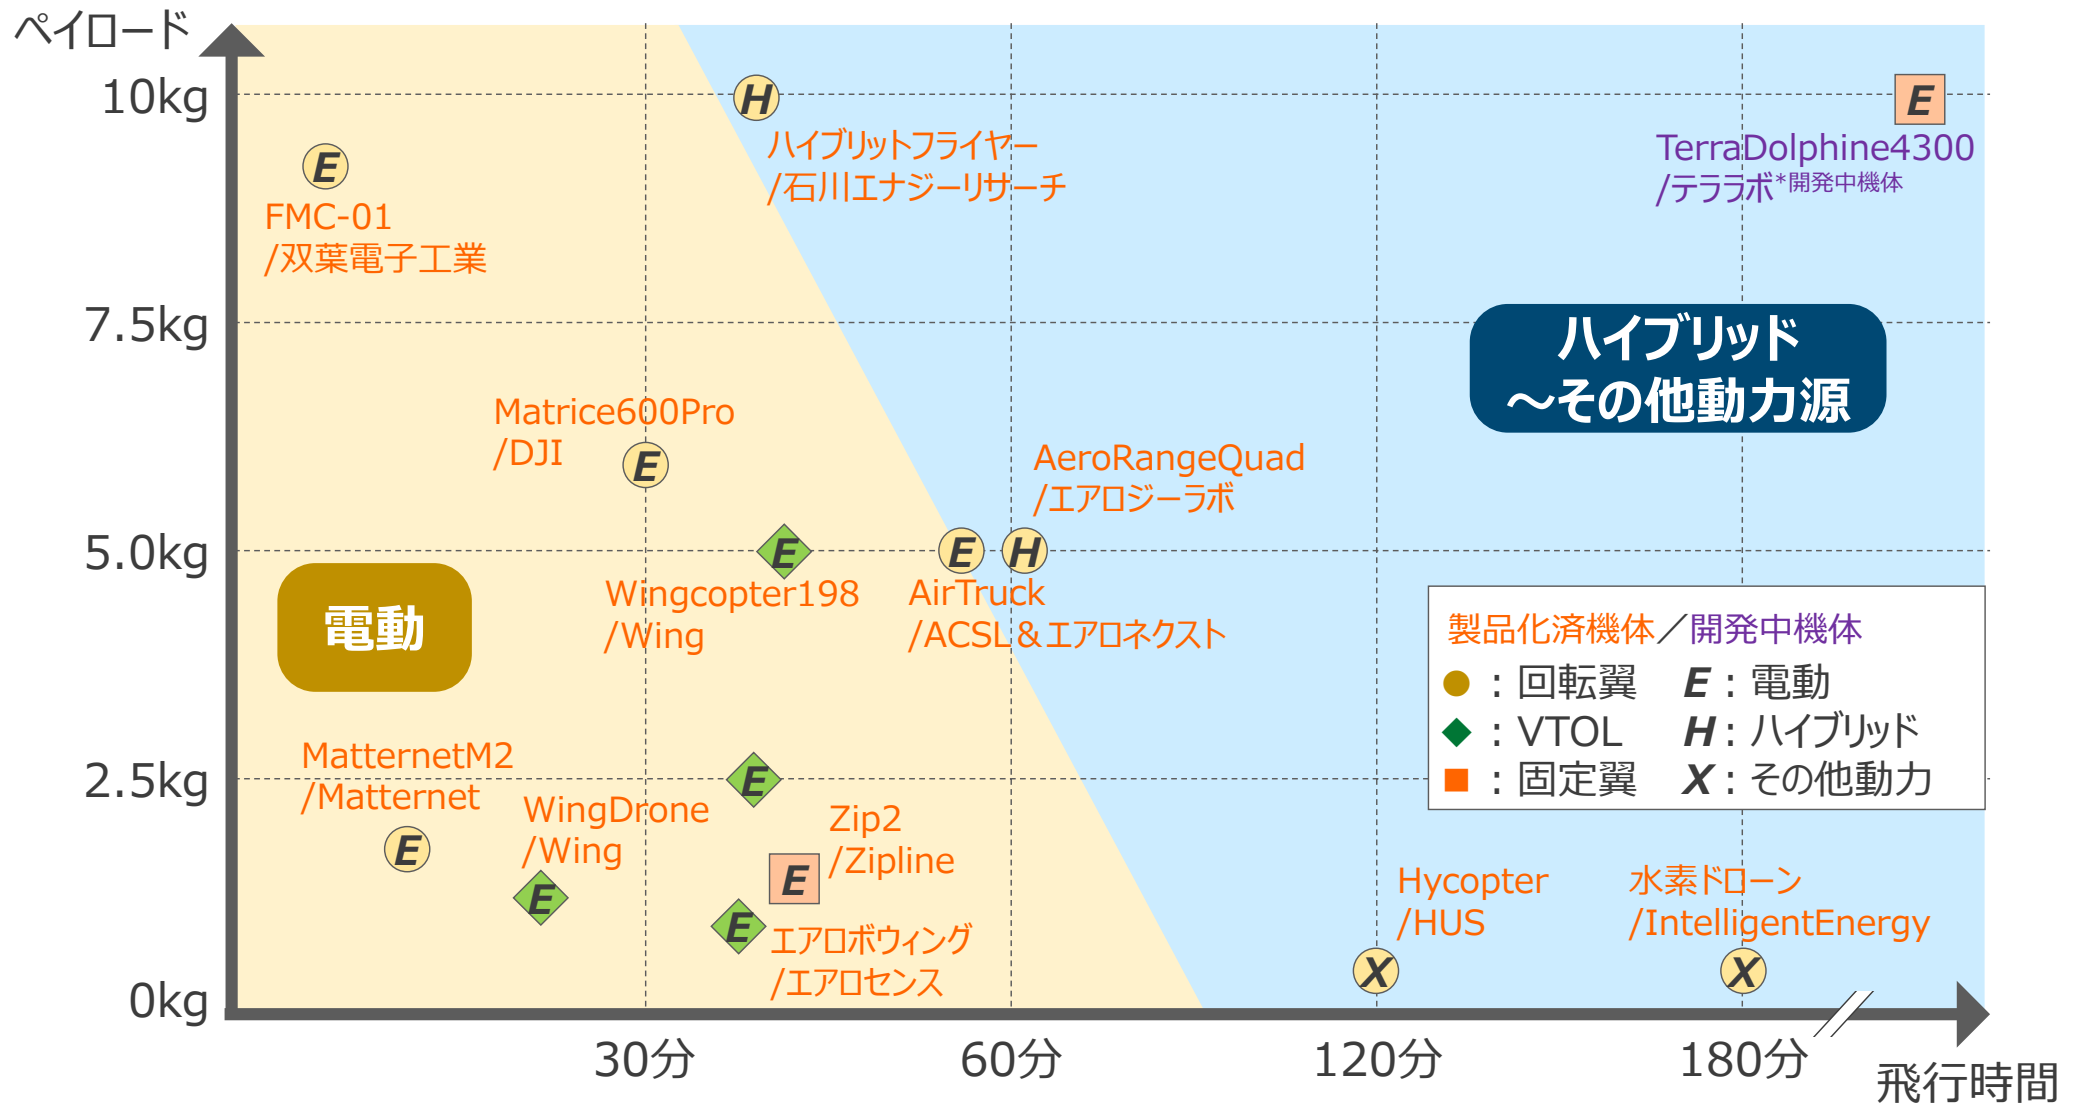 ペイロード
10kg
H
E
E
ハイブリットフライヤー
/石川エナジーリサーチ
TerraDolphine4300
/テララボ*開発中機体
FMC-01
/双葉電子工業
7.5kg
ハイブリッド
～その他動力源
Matrice600Pro
/DJI
E
AeroRangeQuad
/エアロジーラボ
5.0kg
E
E
H
Wingcopter198
/Wing
AirTruck
/ACSL＆エアロネクスト
電動
製品化済機体／開発中機体
：回転翼 E：電動
：VTOL H：ハイブリッド
：固定翼 X：その他動力
MatternetM2
/Matternet
2.5kg
E
WingDrone
/Wing
Zip2
/Zipline
E
E
E
E
エアロボウィング
/エアロセンス
Hycopter
/HUS
水素ドローン
/IntelligentEnergy
X
X
0kg
30分
60分
120分
180分
飛行時間